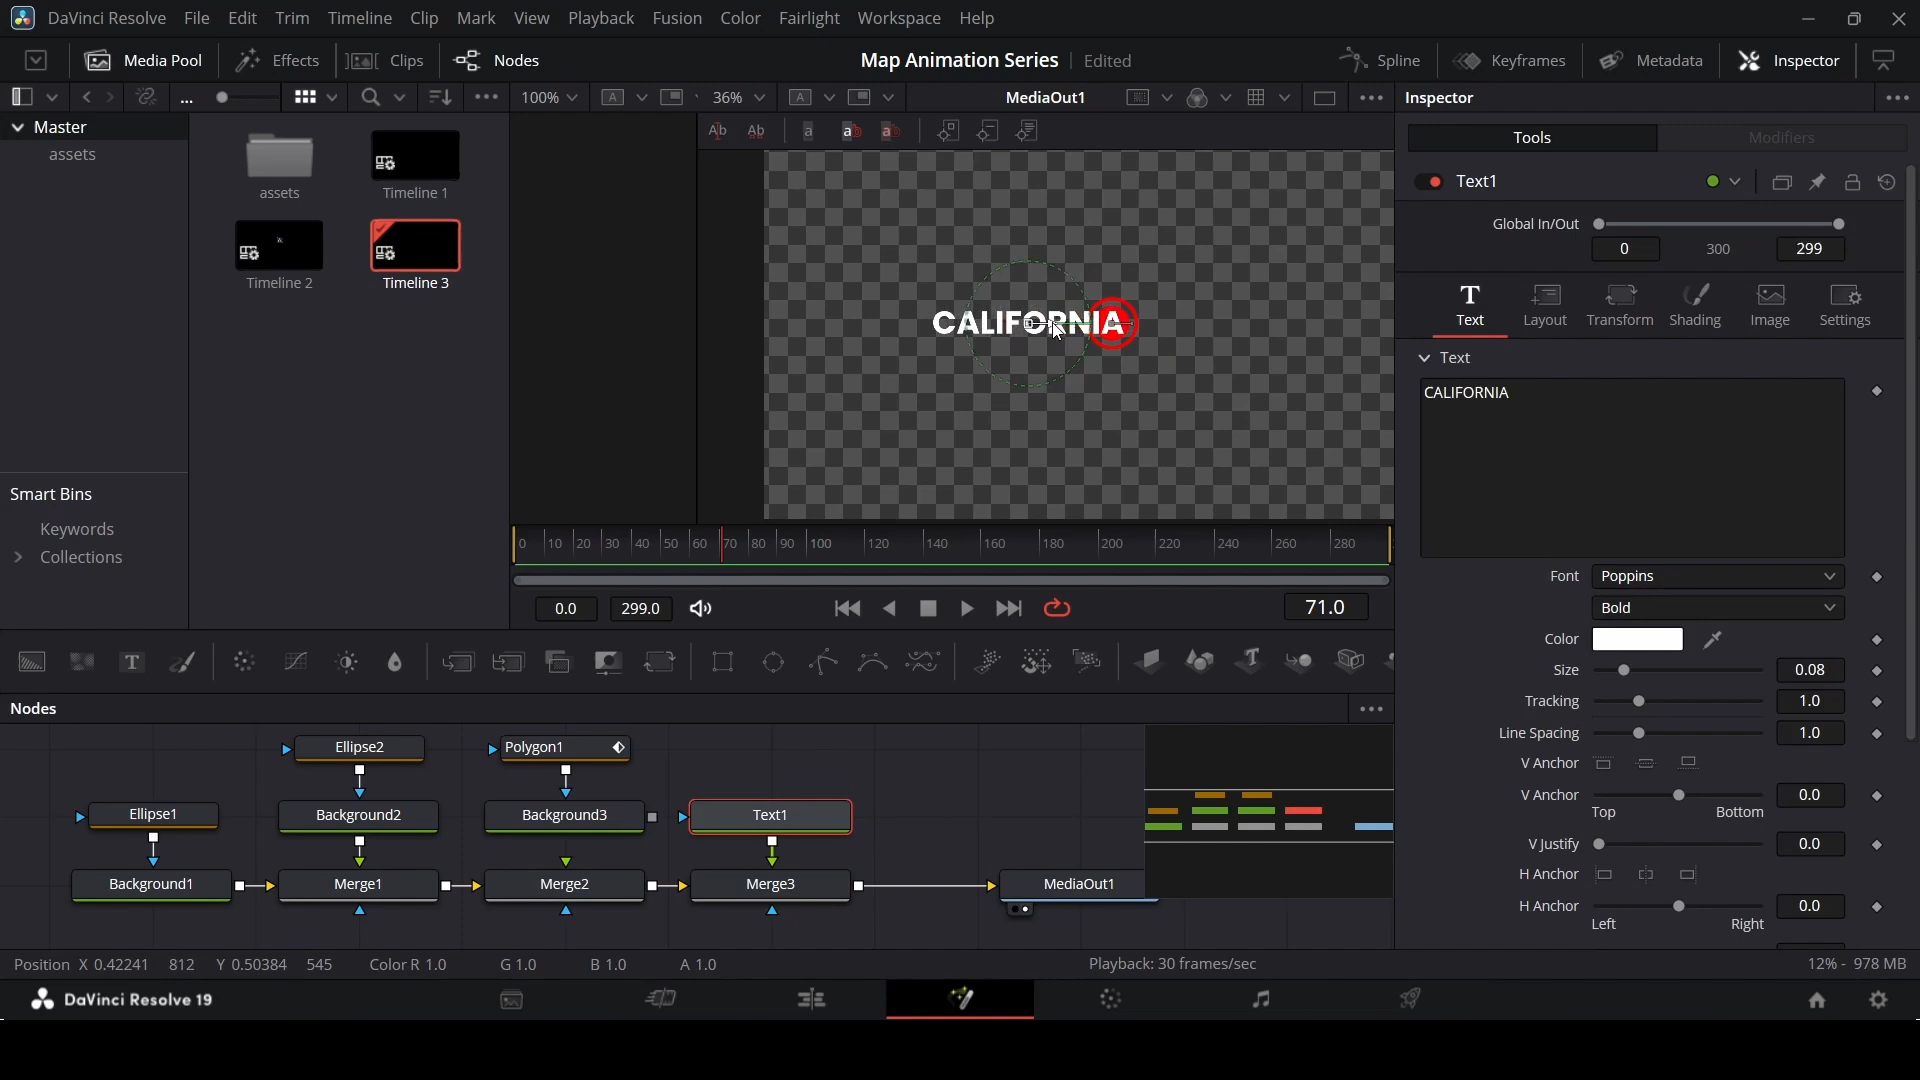 DaVinci Resolve File Edit Trim Timeline Clip Mark View Playback Fusion Color Fairlight Workspace Help
Media Pool Effects Clips Nodes Map Animation Series Edited Spline Keyframes Metadata Inspector
... 100% 36% MediaOut1 Inspector
Master
assets
assets
Timeline 1
Timeline 2
Timeline 3
CALIFORNIA
Tools Modifiers
Text1
Global In/Out
0 300 299
Text Layout Transform Shading Image Settings
Text
CALIFORNIA
Smart Bins
Keywords
Collections
0 10 20 30 40 50 60 70 80 90 100 120 140 160 180 200 220 240 260 280
0.0 299.0 71.0
Font Poppins
Bold
Color
Size 0.08
Tracking 1.0
Line Spacing 1.0
V Anchor
V Anchor 0.0
Top Bottom
V Justify 0.0
H Anchor
H Anchor 0.0
Left Right
Nodes
Ellipse2 Polygon1
Ellipse1 Background2 Background3 Text1
Background1 Merge1 Merge2 Merge3 MediaOut1
Position X 0.42241 812 Y 0.50384 545 Color R 1.0 G 1.0 B 1.0 A 1.0 Playback: 30 frames/sec 12% - 978 MB
DaVinci Resolve 19